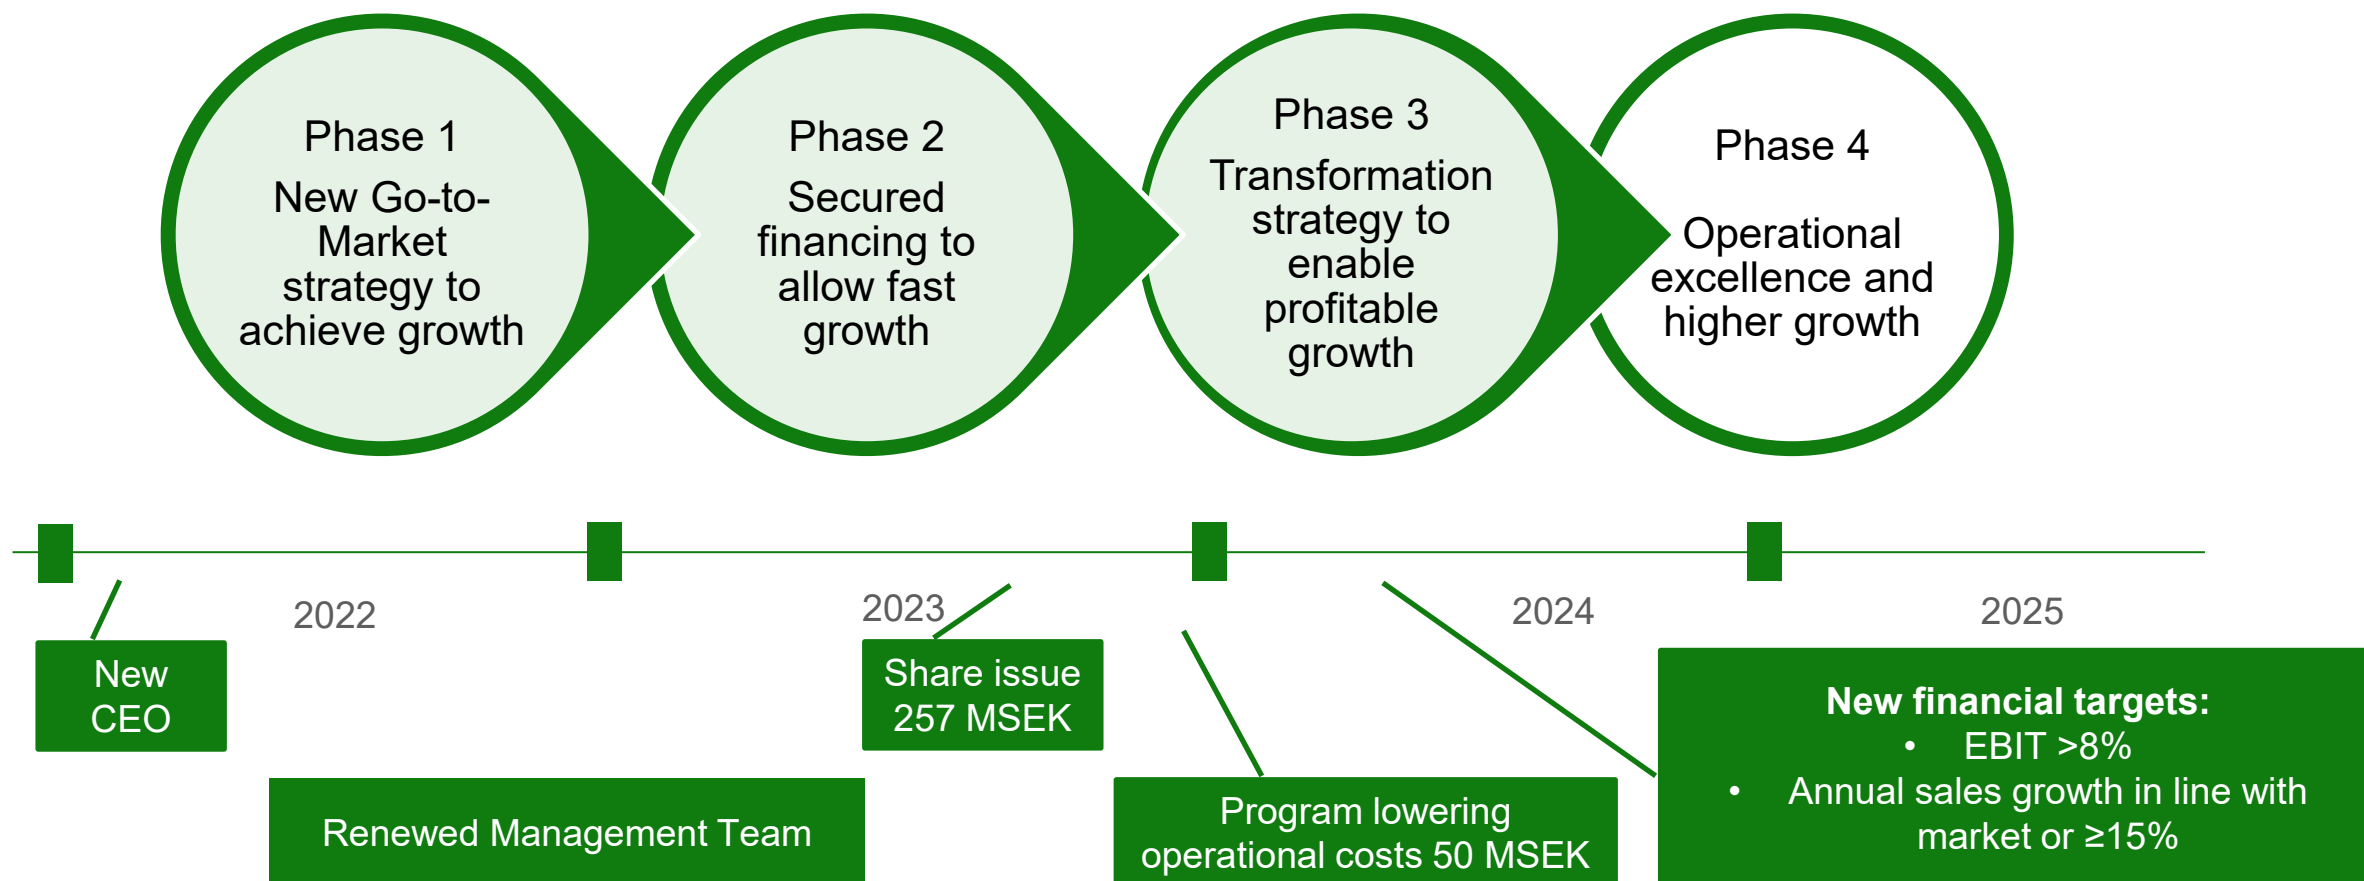 Phase 1
New Go-to-
Market
strategy to
achieve growth
Phase 2
Secured
financing to
allow fast
growth
Phase 3
Transformation
strategy to
enable
profitable
growth
Phase 4
Operational
excellence and
higher growth
2022
2023
2024
2025
New
CEO
Renewed Management Team
Share issue
257 MSEK
Program lowering
operational costs 50 MSEK
New financial targets:
• EBIT >8%
• Annual sales growth in line with
market or ≥15%